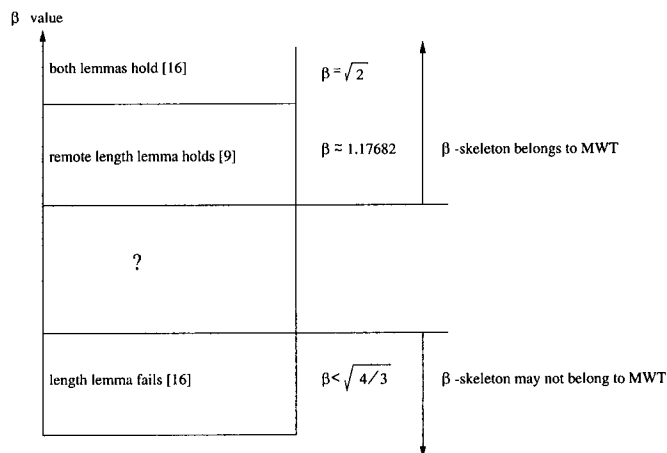 β value
both lemmas hold [16]
β = √2
remote length lemma holds [9]
β ≈ 1.17682
β -skeleton belongs to MWT
?
length lemma fails [16]
β < √4/3
β -skeleton may not belong to MWT